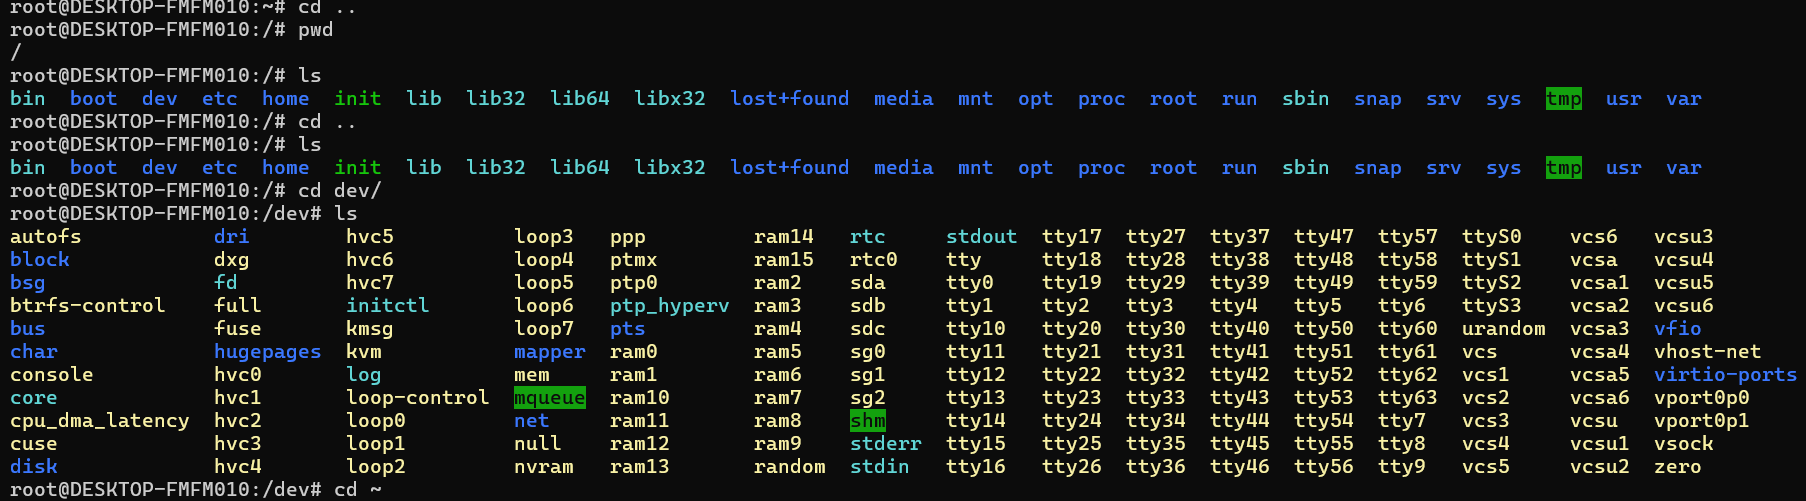 root@DESKTOP-FMFM010:~# cd ..
root@DESKTOP-FMFM010:/# pwd
/
root@DESKTOP-FMFM010:/# ls
bin  boot  dev  etc  home  init  lib  lib32  lib64  libx32  lost+found  media  mnt  opt  proc  root  run  sbin  snap  srv  sys  tmp  usr  var
root@DESKTOP-FMFM010:/# cd ..
root@DESKTOP-FMFM010:/# ls
bin  boot  dev  etc  home  init  lib  lib32  lib64  libx32  lost+found  media  mnt  opt  proc  root  run  sbin  snap  srv  sys  tmp  usr  var
root@DESKTOP-FMFM010:/# cd dev/
root@DESKTOP-FMFM010:/dev# ls
autofs           dri        hvc5          loop3   ppp         ram14   rtc     stdout  tty17  tty27  tty37  tty47  tty57  ttyS0    vcs6   vcsu3
block            dxg        hvc6          loop4   ptmx        ram15   rtc0    tty     tty18  tty28  tty38  tty48  tty58  ttyS1    vcsa   vcsu4
bsg              fd         hvc7          loop5   ptp0        ram2    sda     tty0    tty19  tty29  tty39  tty49  tty59  ttyS2    vcsa1  vcsu5
btrfs-control    full       initctl       loop6   ptp_hyperv  ram3    sdb     tty1    tty2   tty3   tty4   tty5   tty6   ttyS3    vcsa2  vcsu6
bus              fuse       kmsg          loop7   pts         ram4    sdc     tty10   tty20  tty30  tty40  tty50  tty60  urandom  vcsa3  vfio
char             hugepages  kvm           mapper  ram0        ram5    sg0     tty11   tty21  tty31  tty41  tty51  tty61  vcs      vcsa4  vhost-net
console          hvc0       log           mem     ram1        ram6    sg1     tty12   tty22  tty32  tty42  tty52  tty62  vcs1     vcsa5  virtio-ports
core             hvc1       loop-control  mqueue  ram10       ram7    sg2     tty13   tty23  tty33  tty43  tty53  tty63  vcs2     vcsa6  vport0p0
cpu_dma_latency  hvc2       loop0         net     ram11       ram8    shm     tty14   tty24  tty34  tty44  tty54  tty7   vcs3     vcsu   vport0p1
cuse             hvc3       loop1         null    ram12       ram9    stderr  tty15   tty25  tty35  tty45  tty55  tty8   vcs4     vcsu1  vsock
disk             hvc4       loop2         nvram   ram13       random  stdin   tty16   tty26  tty36  tty46  tty56  tty9   vcs5     vcsu2  zero
root@DESKTOP-FMFM010:/dev# cd ~